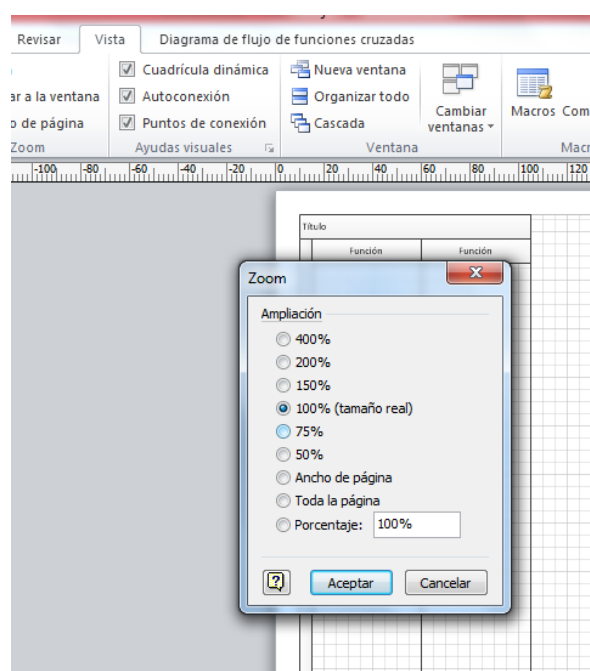 Revisar Vista Diagrama de flujo de funciones cruzadas
Cuadrícula dinámica Nueva ventana
ar a la ventana Autoconexión Organizar todo
o de página Puntos de conexión Cascada
Cambiar ventanas
Macros Com
Zoom Ayudas visuales Ventana Macr
-100 -80 -60 -40 -20 0 20 40 60 80 100 120
Título
Función Función
Zoom
Ampliación
400%
200%
150%
100% (tamaño real)
75%
50%
Ancho de página
Toda la página
Porcentaje: 100%
Aceptar Cancelar